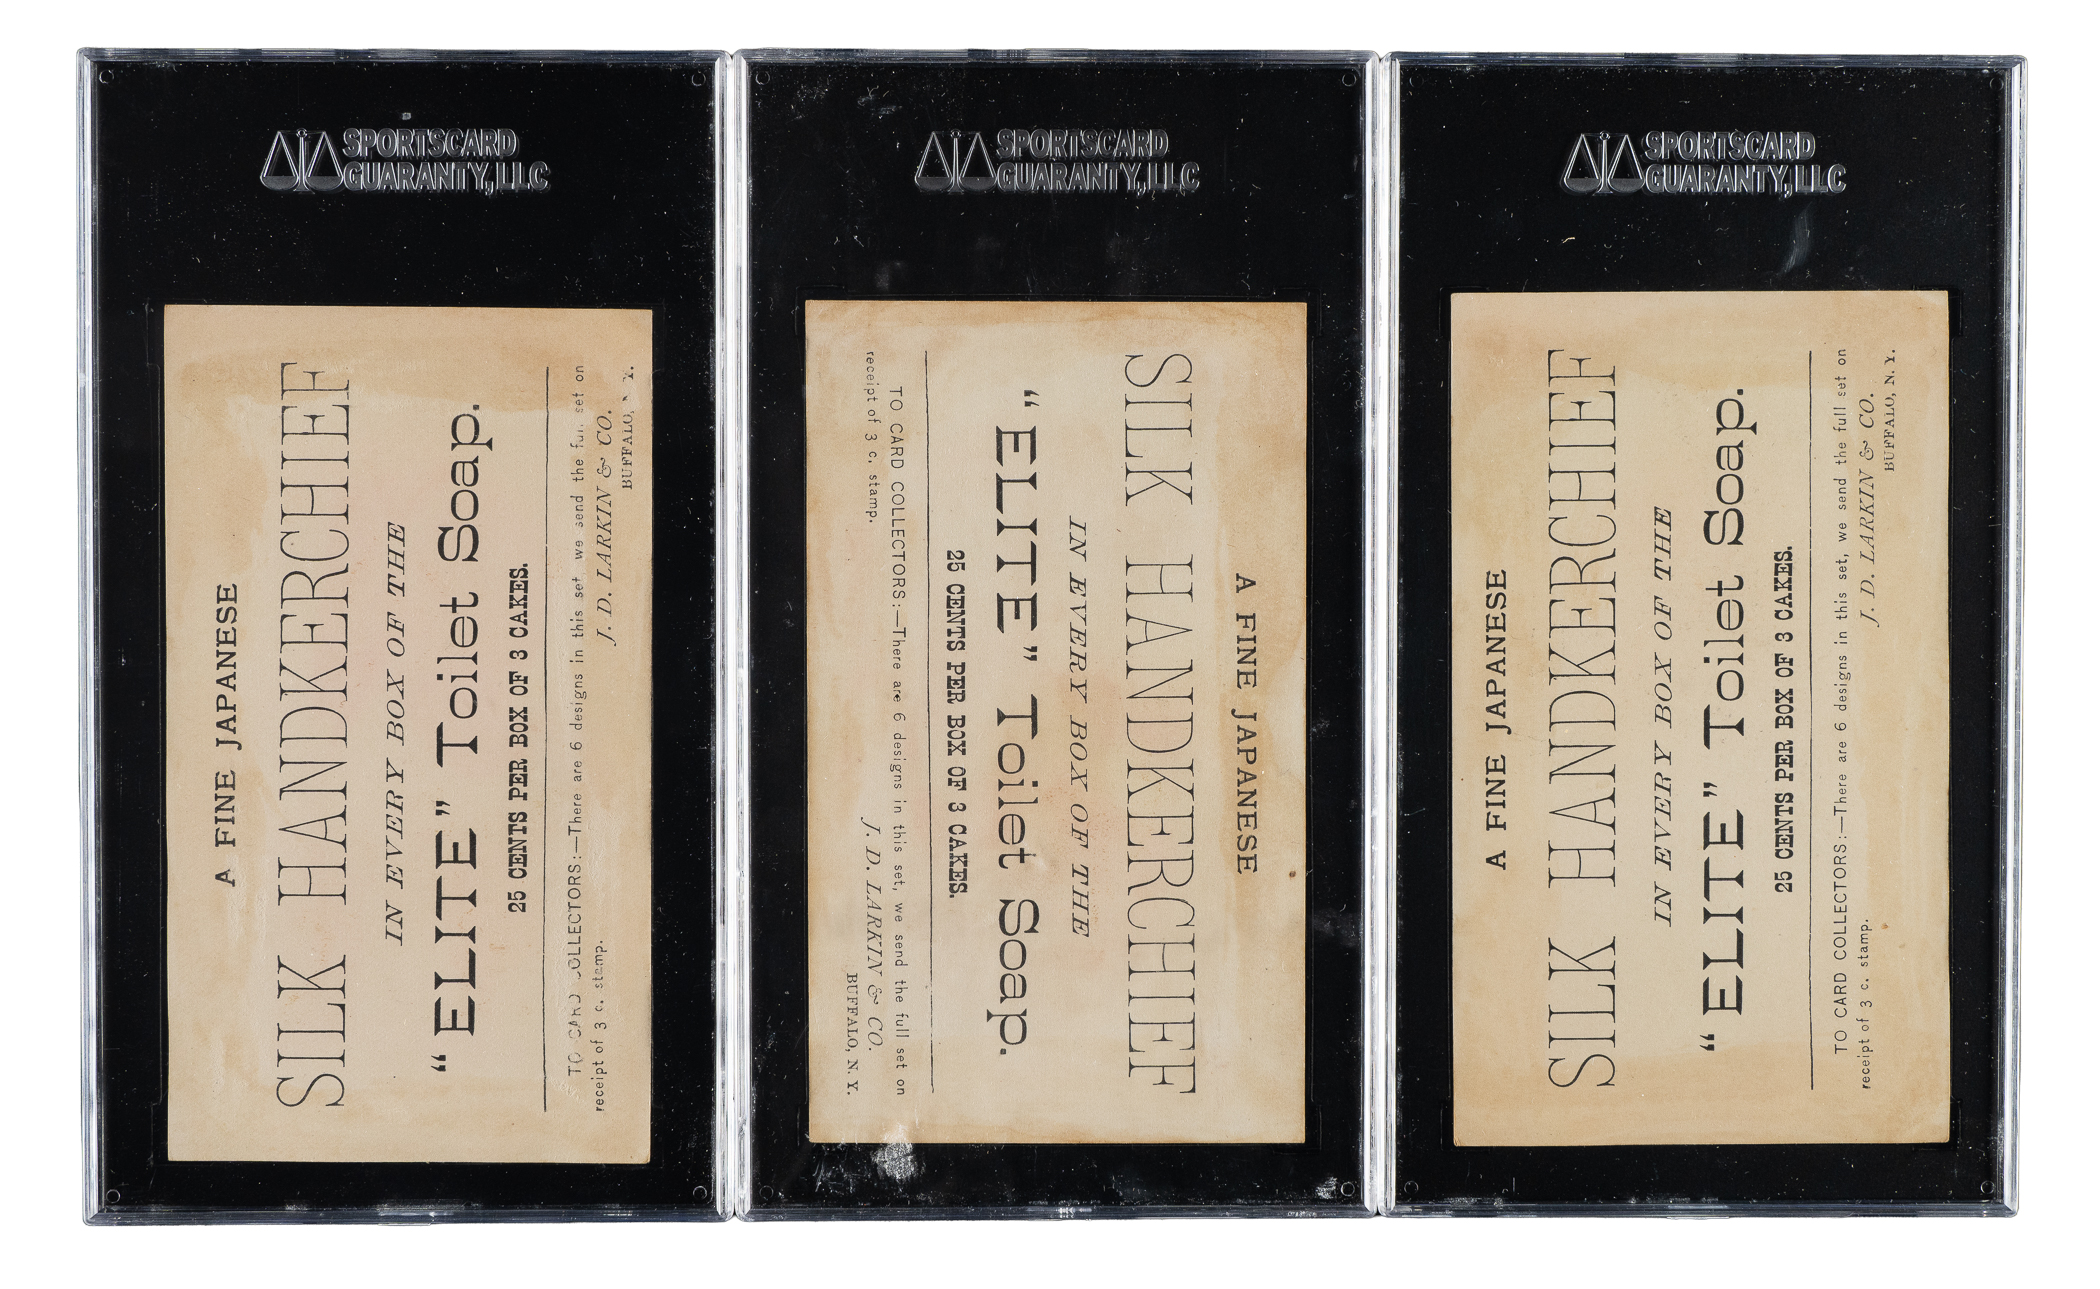 SPORTSCARD
GUARANTY, LLC
A FINE JAPANESE
SILK HANDKERCHIEF
IN EVERY BOX OF THE
"ELITE" Toilet Soap.
25 CENTS PER BOX OF 3 CAKES.
TO CARD COLLECTORS:—There are 6 designs in this set, we send the full set on
receipt of 3 c. stamp.
J. D. LARKIN & CO.
BUFFALO, N. Y.
SPORTSCARD
GUARANTY, LLC
A FINE JAPANESE
SILK HANDKERCHIEF
IN EVERY BOX OF THE
"ELITE" Toilet Soap.
25 CENTS PER BOX OF 3 CAKES.
TO CARD COLLECTORS:—There are 6 designs in this set, we send the full set on
receipt of 3 c. stamp.
J. D. LARKIN & CO.
BUFFALO, N. Y.
SPORTSCARD
GUARANTY, LLC
A FINE JAPANESE
SILK HANDKERCHIEF
IN EVERY BOX OF THE
"ELITE" Toilet Soap.
25 CENTS PER BOX OF 3 CAKES.
TO CARD COLLECTORS:—There are 6 designs in this set, we send the full set on
receipt of 3 c. stamp.
J. D. LARKIN & CO.
BUFFALO, N. Y.